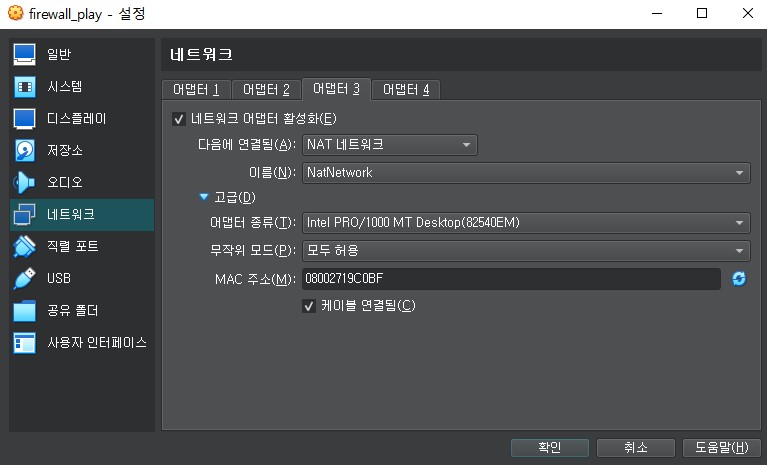 firewall_play - 설정
일반
시스템
디스플레이
저장소
오디오
네트워크
직렬 포트
USB
공유 폴더
사용자 인터페이스
네트워크
어댑터 1 어댑터 2 어댑터 3 어댑터 4
네트워크 어댑터 활성화(E)
다음에 연결됨(A): NAT 네트워크
이름(N): NatNetwork
고급(D)
어댑터 종류(T): Intel PRO/1000 MT Desktop(82540EM)
무작위 모드(P): 모두 허용
MAC 주소(M): 08002719C0BF
케이블 연결됨(C)
확인 취소 도움말(H)